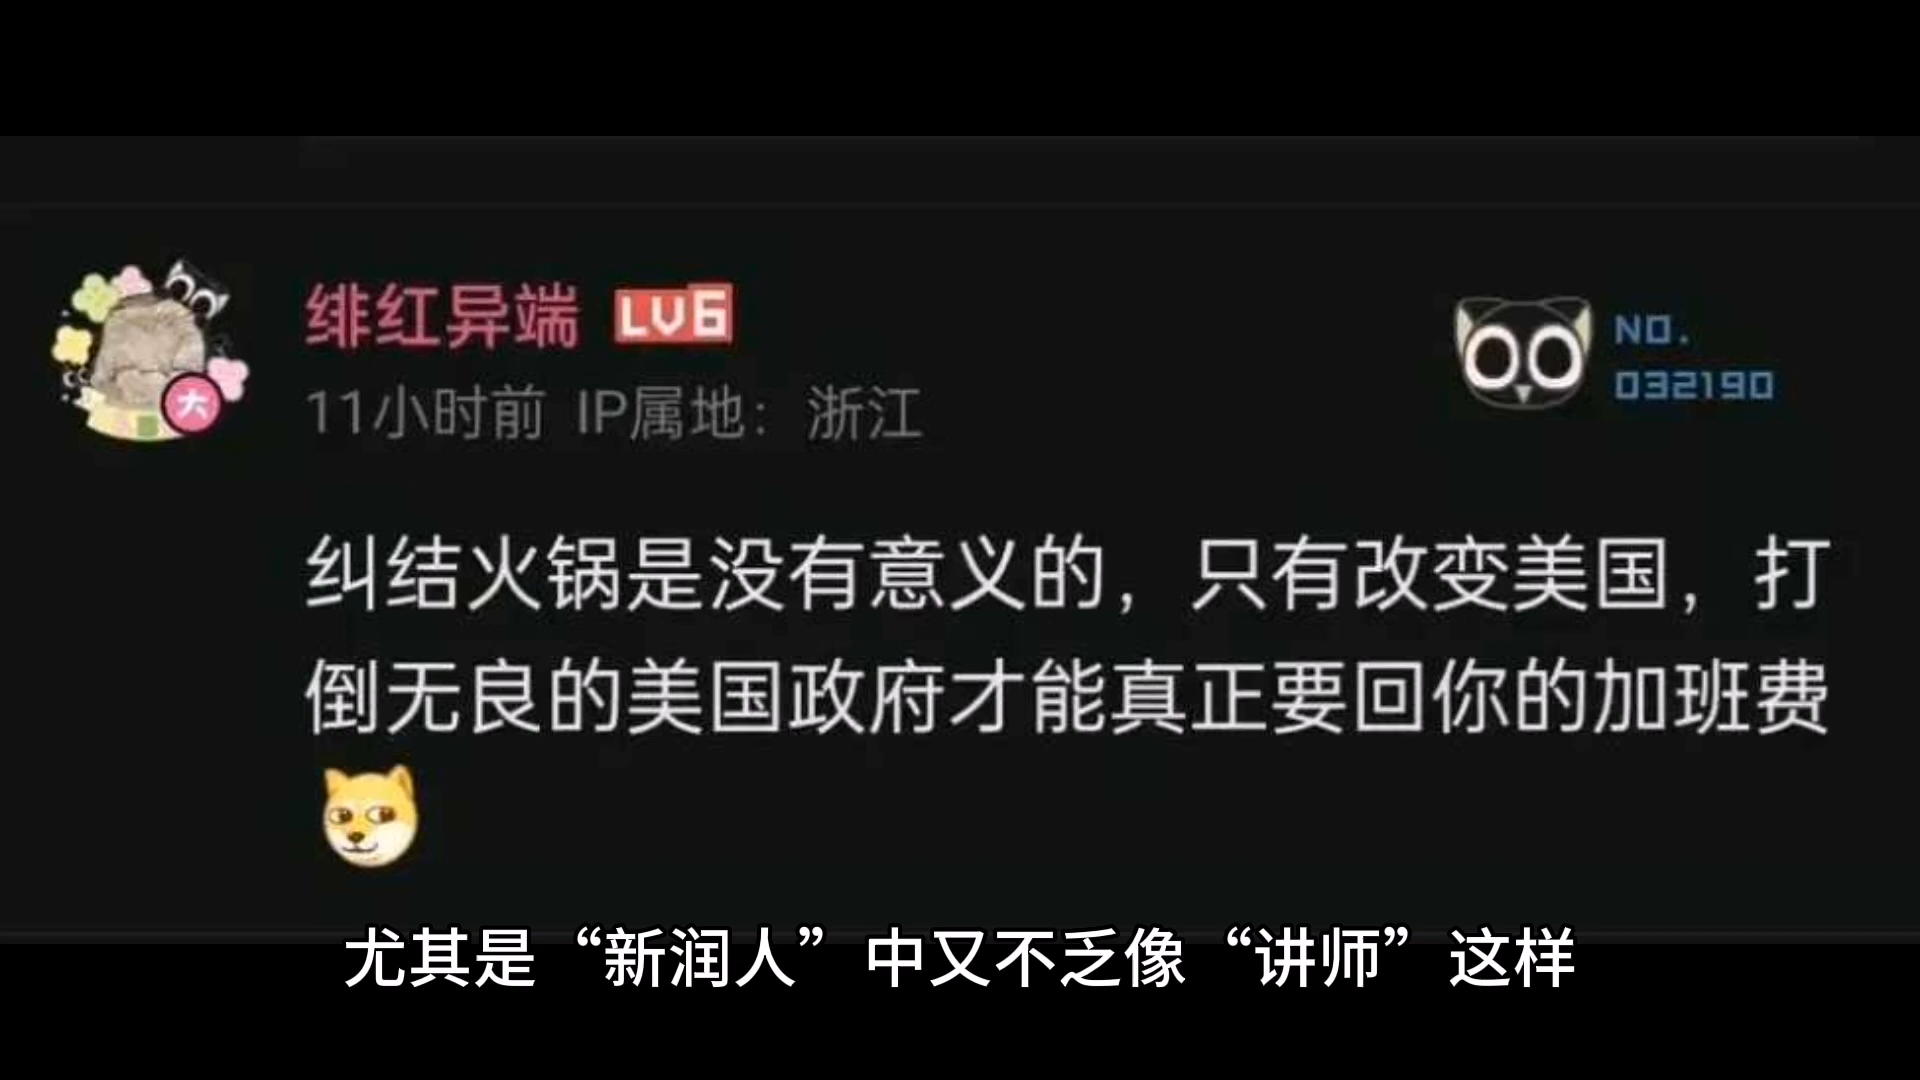 绯红异端 LV6
11小时前 IP属地：浙江
NO.
032190
大
纠结火锅是没有意义的，只有改变美国，打
倒无良的美国政府才能真正要回你的加班费
尤其是“新润人”中又不乏像“讲师”这样